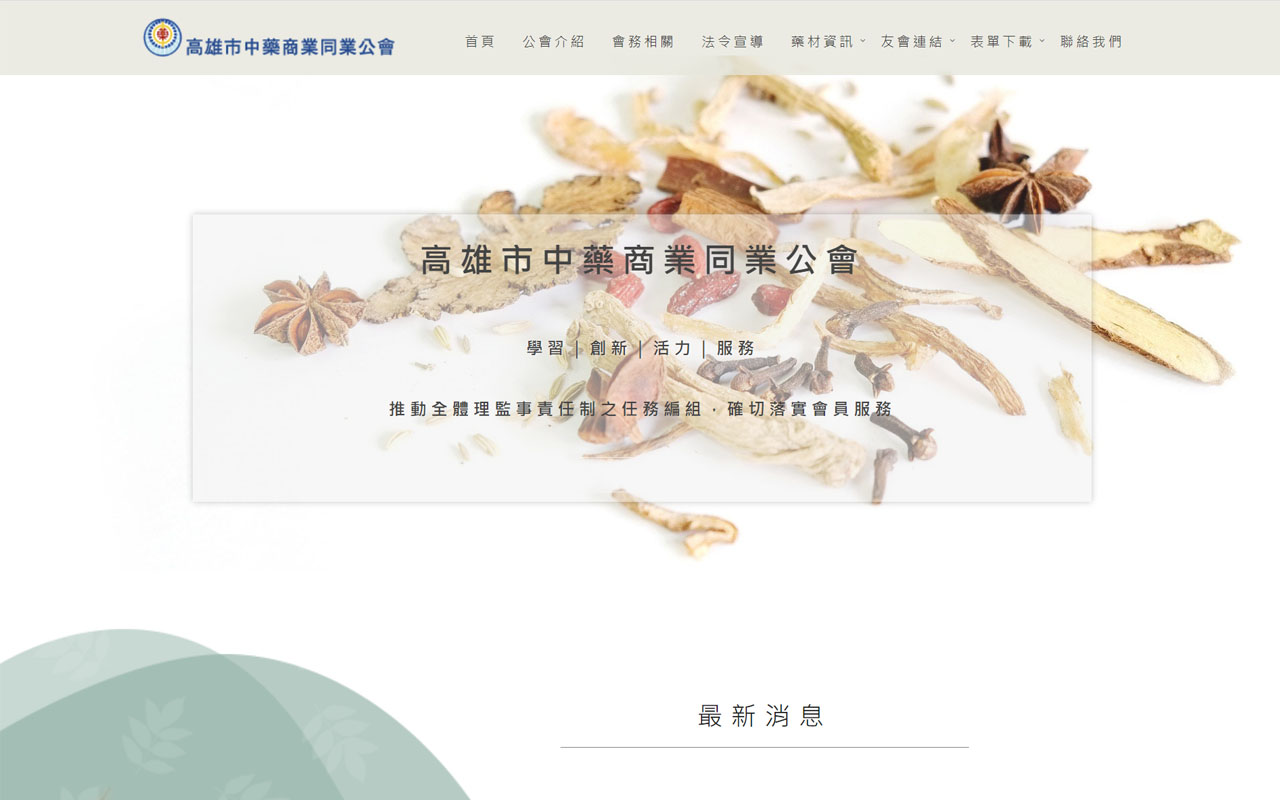 高雄市中藥商業同業公會
首頁 公會介紹 會務相關 法令宣導 藥材資訊 友會連結 表單下載 聯絡我們
高雄市中藥商業同業公會
學習 | 創新 | 活力 | 服務
推動全體理監事責任制之任務編組，確切落實會員服務
最新消息